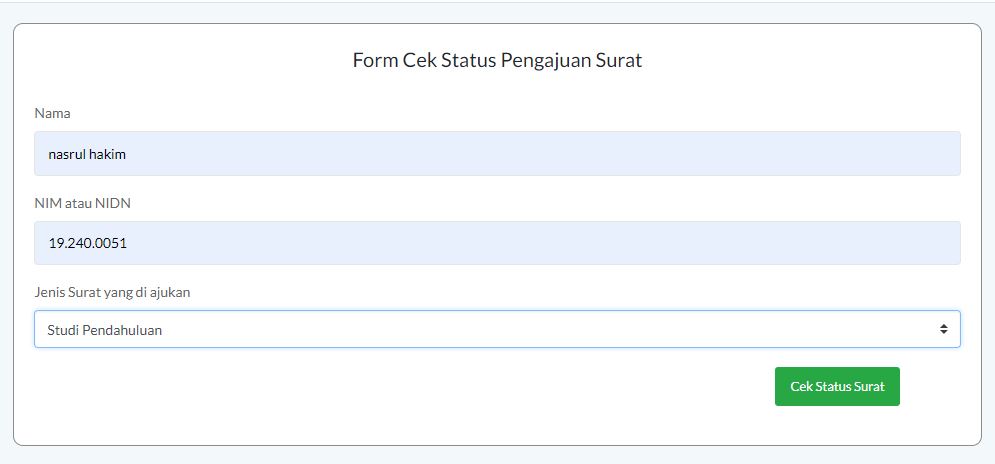 Form Cek Status Pengajuan Surat
Nama
nasrul hakim
NIM atau NIDN
19.240.0051
Jenis Surat yang di ajukan
Studi Pendahuluan
Cek Status Surat